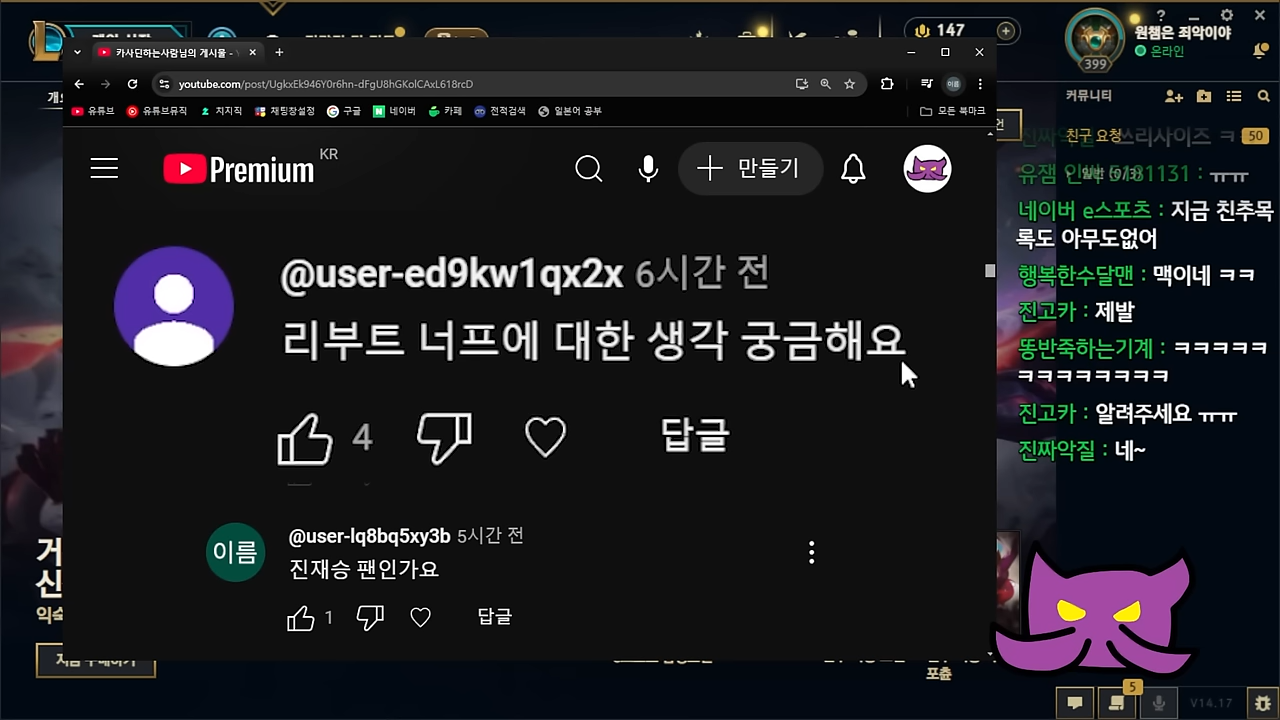 147
?
원챔은 죄악이야
온라인
399
카사딘하는사람님의 게시물 -
youtube.com/post/UgkxEk946Y0r6hn-dFgU8hGKolCAxL618rcD
이름
유튜브
유튜브뮤직
치지직
채팅창설정
구글
네이버
카페
전적검색
일본어 공부
모든 북마크
커뮤니티
친구 요청
50
Premium KR
만들기
@user-ed9kw1qx2x 6시간 전
리부트 너프에 대한 생각 궁금해요
4
답글
이름
@user-lq8bq5xy3b 5시간 전
진재승 팬인가요
1
답글
네이버 e스포츠 : 지금 친추목
록도 아무도없어
행복한수달맨 : 맥이네 ㅋㅋ
진고카 : 제발
똥반죽하는기계 : ㅋㅋㅋㅋㅋ
ㅋㅋㅋㅋㅋㅋㅋㅋ
진고카 : 알려주세요 ㅠㅠ
진짜악질 : 네~
포츈
5
V14.17